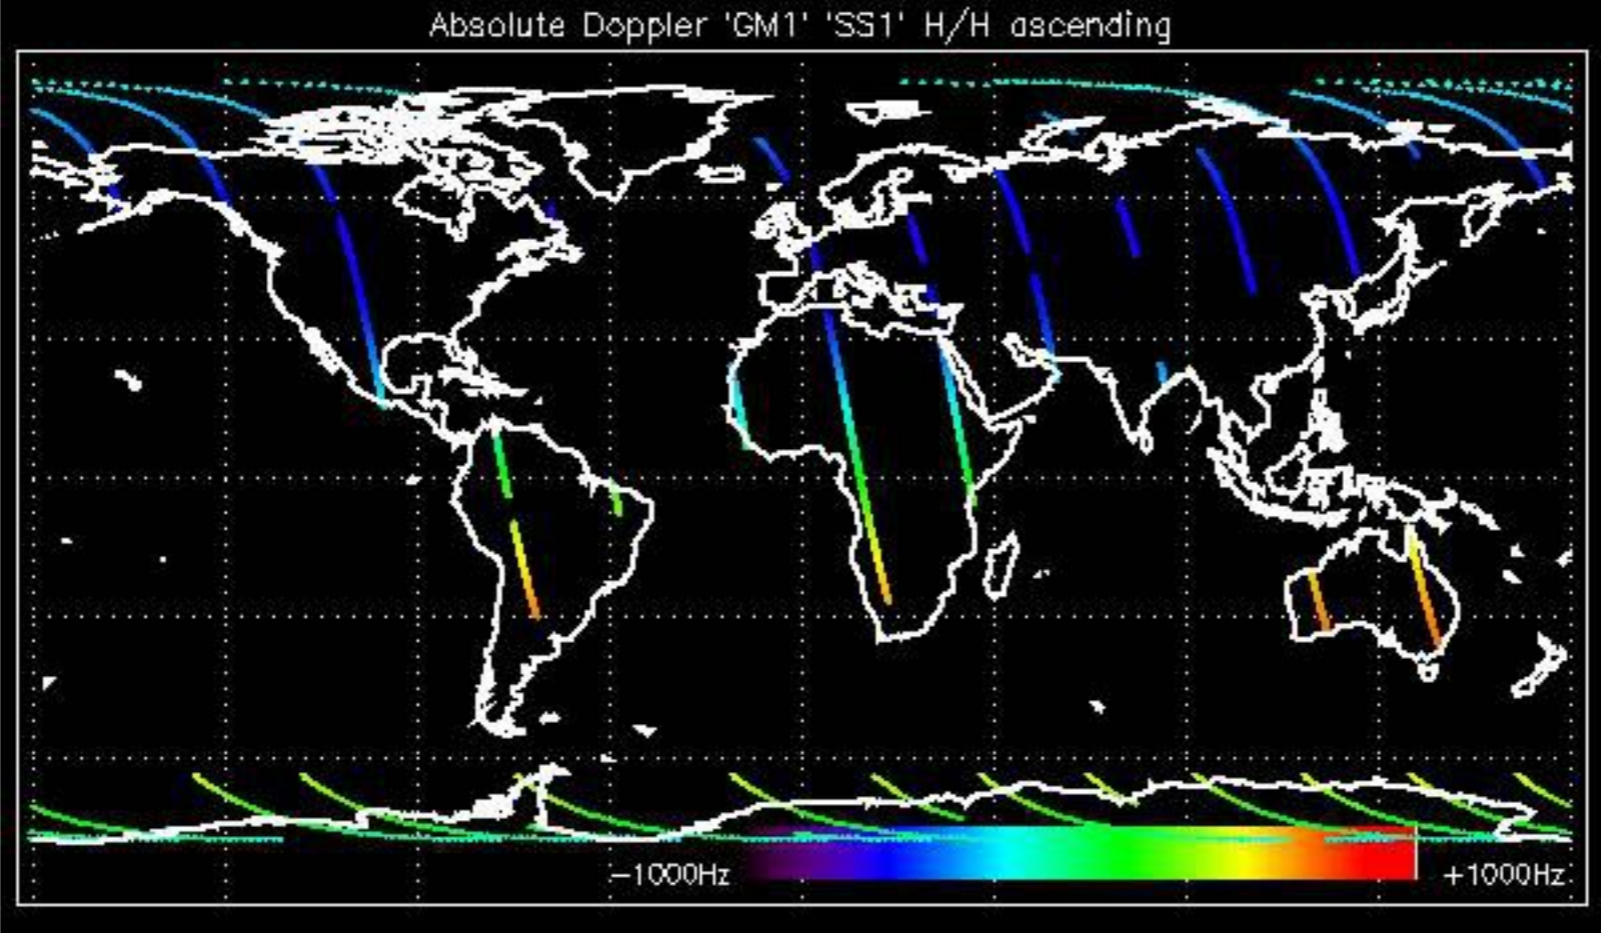 Absolute Doppler 'GM1' 'SS1' H/H ascending
−1000Hz +1000Hz